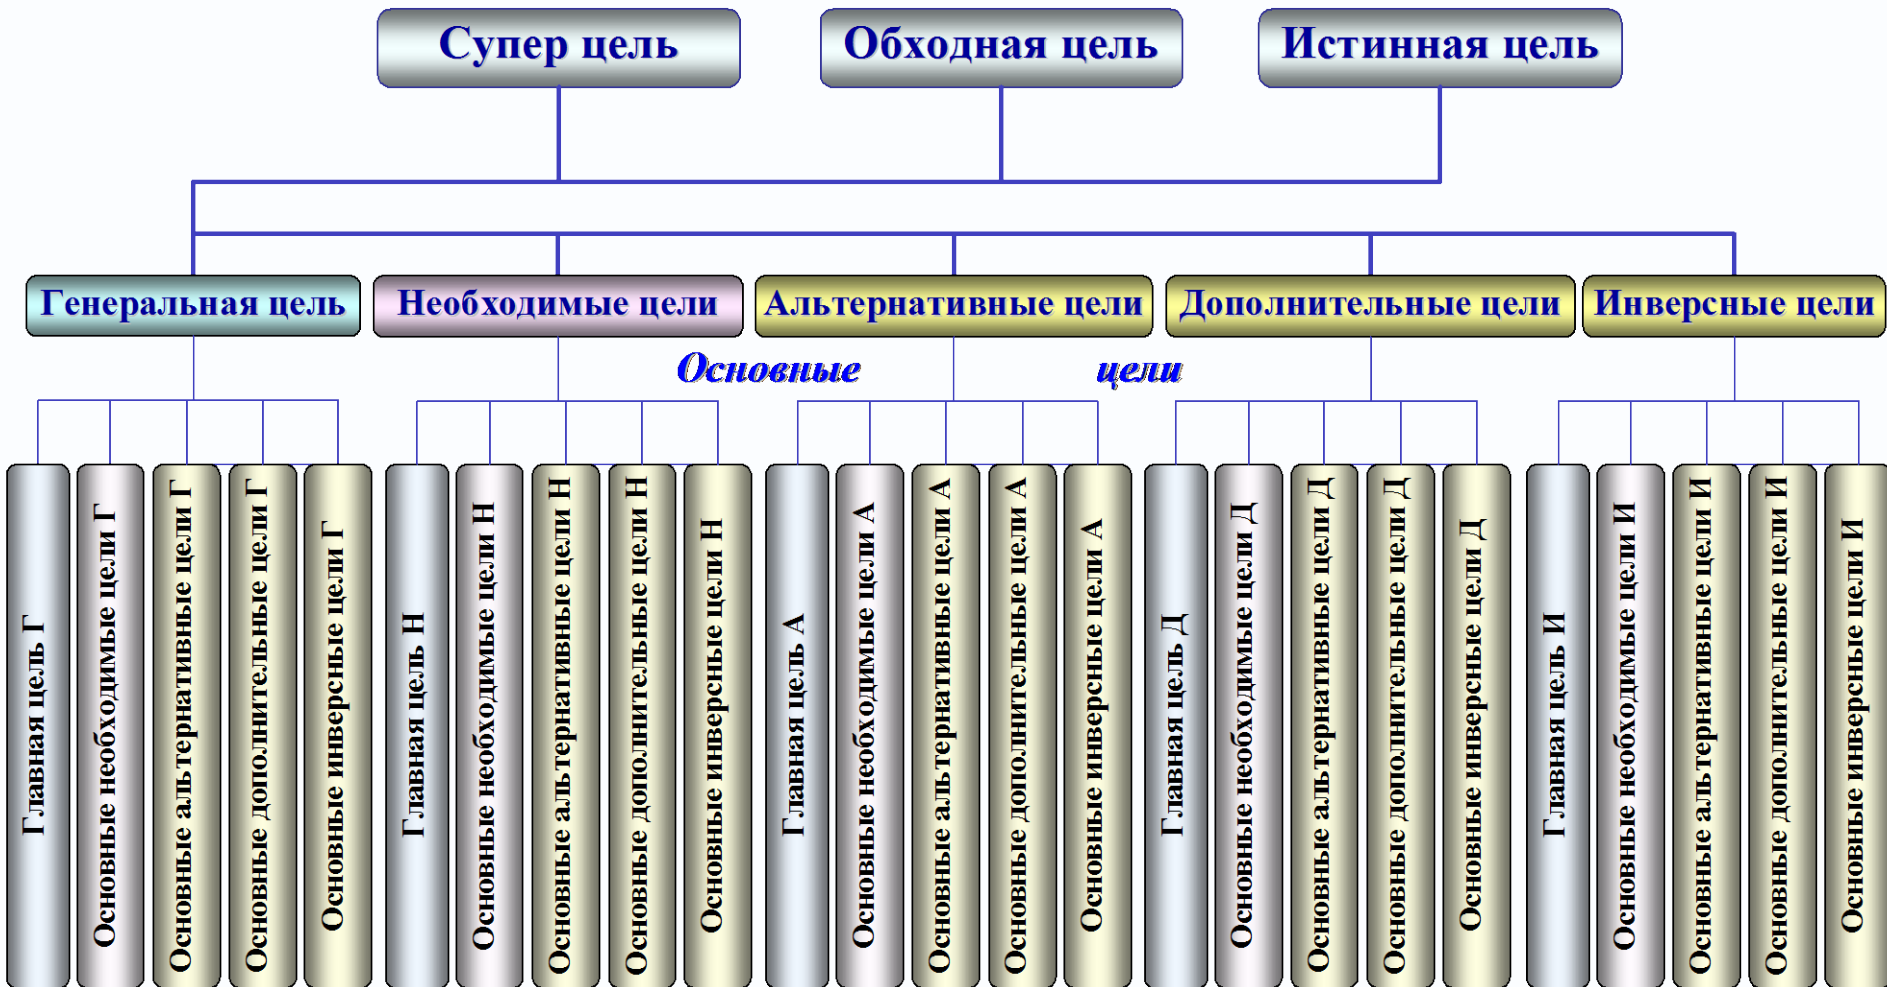 Супер цель
Обходная цель
Истинная цель
Генеральная цель
Необходимые цели
Альтернативные цели
Дополнительные цели
Инверсные цели
Основные цели
Главная цель Г
Основные необходимые цели Г
Основные альтернативные цели Г
Основные дополнительные цели Г
Основные инверсные цели Г
Главная цель Н
Основные необходимые цели Н
Основные альтернативные цели Н
Основные дополнительные цели Н
Основные инверсные цели Н
Главная цель А
Основные необходимые цели А
Основные альтернативные цели А
Основные дополнительные цели А
Основные инверсные цели А
Главная цель Д
Основные необходимые цели Д
Основные альтернативные цели Д
Основные дополнительные цели Д
Основные инверсные цели Д
Главная цель И
Основные необходимые цели И
Основные альтернативные цели И
Основные дополнительные цели И
Основные инверсные цели И